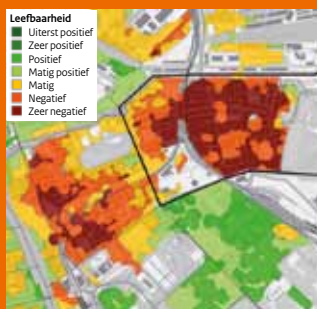 Leefbaarheid
Uiterst positief
Zeer positief
Positief
Matig positief
Matig
Negatief
Zeer negatief